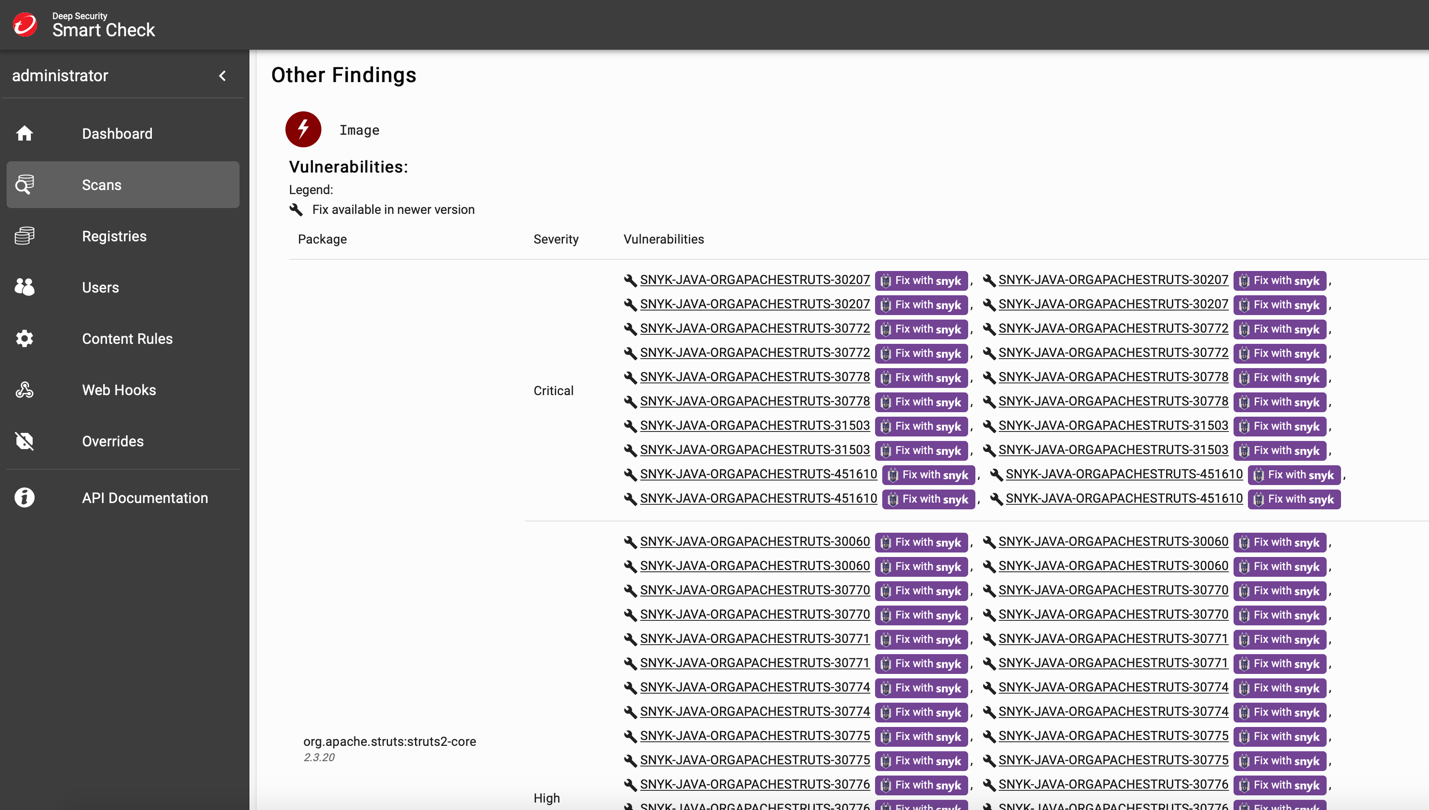 Deep Security
Smart Check
administrator
Dashboard
Scans
Registries
Users
Content Rules
Web Hooks
Overrides
API Documentation
Other Findings
Image
Vulnerabilities:
Legend:
Fix available in newer version
Package Severity Vulnerabilities
SNYK-JAVA-ORGAPACHESTRUTS-30207 Fix with snyk , SNYK-JAVA-ORGAPACHESTRUTS-30207 Fix with snyk ,
SNYK-JAVA-ORGAPACHESTRUTS-30207 Fix with snyk , SNYK-JAVA-ORGAPACHESTRUTS-30207 Fix with snyk ,
SNYK-JAVA-ORGAPACHESTRUTS-30772 Fix with snyk , SNYK-JAVA-ORGAPACHESTRUTS-30772 Fix with snyk ,
SNYK-JAVA-ORGAPACHESTRUTS-30772 Fix with snyk , SNYK-JAVA-ORGAPACHESTRUTS-30772 Fix with snyk ,
SNYK-JAVA-ORGAPACHESTRUTS-30778 Fix with snyk , SNYK-JAVA-ORGAPACHESTRUTS-30778 Fix with snyk ,
Critical
SNYK-JAVA-ORGAPACHESTRUTS-30778 Fix with snyk , SNYK-JAVA-ORGAPACHESTRUTS-30778 Fix with snyk ,
SNYK-JAVA-ORGAPACHESTRUTS-31503 Fix with snyk , SNYK-JAVA-ORGAPACHESTRUTS-31503 Fix with snyk ,
SNYK-JAVA-ORGAPACHESTRUTS-31503 Fix with snyk , SNYK-JAVA-ORGAPACHESTRUTS-31503 Fix with snyk ,
SNYK-JAVA-ORGAPACHESTRUTS-451610 Fix with snyk , SNYK-JAVA-ORGAPACHESTRUTS-451610 Fix with snyk ,
SNYK-JAVA-ORGAPACHESTRUTS-451610 Fix with snyk , SNYK-JAVA-ORGAPACHESTRUTS-451610 Fix with snyk
SNYK-JAVA-ORGAPACHESTRUTS-30060 Fix with snyk , SNYK-JAVA-ORGAPACHESTRUTS-30060 Fix with snyk ,
SNYK-JAVA-ORGAPACHESTRUTS-30060 Fix with snyk , SNYK-JAVA-ORGAPACHESTRUTS-30060 Fix with snyk ,
SNYK-JAVA-ORGAPACHESTRUTS-30770 Fix with snyk , SNYK-JAVA-ORGAPACHESTRUTS-30770 Fix with snyk ,
SNYK-JAVA-ORGAPACHESTRUTS-30770 Fix with snyk , SNYK-JAVA-ORGAPACHESTRUTS-30770 Fix with snyk ,
SNYK-JAVA-ORGAPACHESTRUTS-30771 Fix with snyk , SNYK-JAVA-ORGAPACHESTRUTS-30771 Fix with snyk ,
SNYK-JAVA-ORGAPACHESTRUTS-30771 Fix with snyk , SNYK-JAVA-ORGAPACHESTRUTS-30771 Fix with snyk ,
SNYK-JAVA-ORGAPACHESTRUTS-30774 Fix with snyk , SNYK-JAVA-ORGAPACHESTRUTS-30774 Fix with snyk ,
SNYK-JAVA-ORGAPACHESTRUTS-30774 Fix with snyk , SNYK-JAVA-ORGAPACHESTRUTS-30774 Fix with snyk ,
SNYK-JAVA-ORGAPACHESTRUTS-30775 Fix with snyk , SNYK-JAVA-ORGAPACHESTRUTS-30775 Fix with snyk ,
org.apache.struts:struts2-core
2.3.20
SNYK-JAVA-ORGAPACHESTRUTS-30775 Fix with snyk , SNYK-JAVA-ORGAPACHESTRUTS-30775 Fix with snyk ,
SNYK-JAVA-ORGAPACHESTRUTS-30776 Fix with snyk , SNYK-JAVA-ORGAPACHESTRUTS-30776 Fix with snyk ,
High
SNYK-JAVA-ORGAPACHESTRUTS-30776 Fix with snyk , SNYK-JAVA-ORGAPACHESTRUTS-30776 Fix with snyk ,